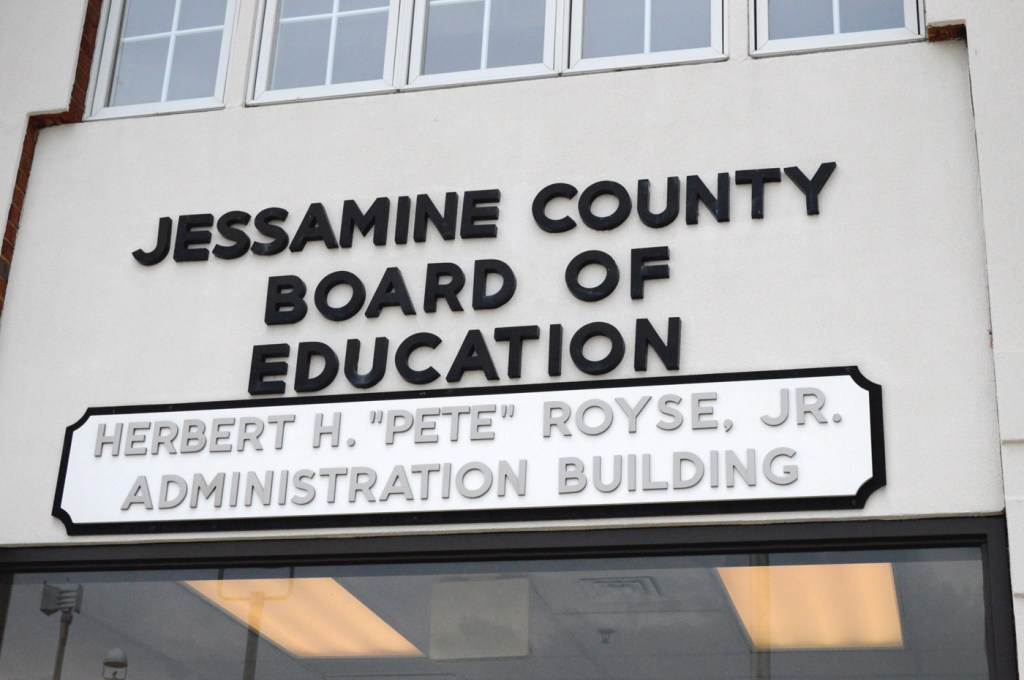 JESSAMINE COUNTY
BOARD OF
EDUCATION
HERBERT H. "PETE" ROYSE, JR.
ADMINISTRATION BUILDING